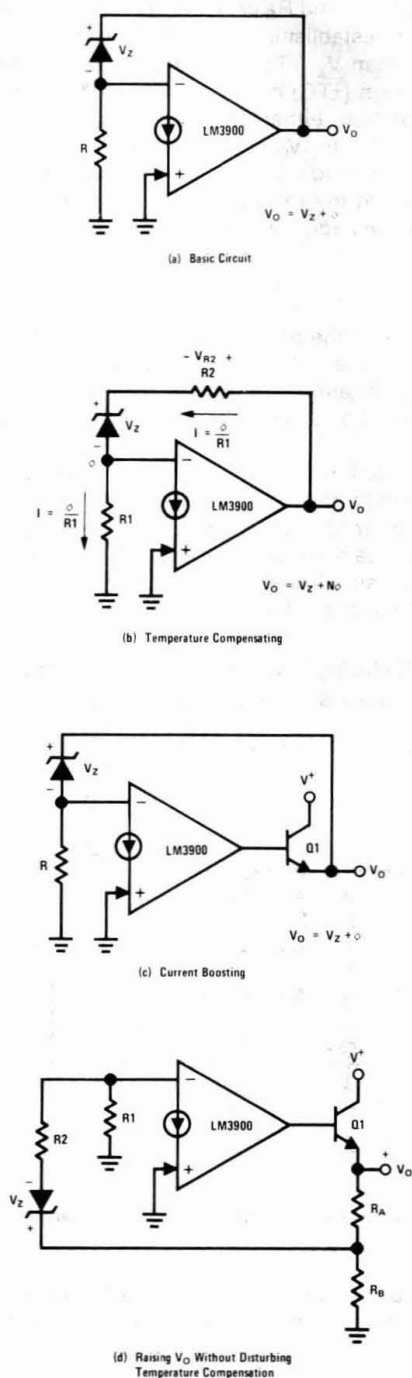 V_Z
−
LM3900
R
+
V_O
V_O = V_Z + φ
(a) Basic Circuit
− V_R2 +
R2
+
V_Z
−
I = φ/R1
φ
−
I = φ/R1
R1
LM3900
+
V_O
V_O = V_Z + Nφ
(b) Temperature Compensating
+
V_Z
−
−
V⁺
R
LM3900
Q1
+
V_O
V_O = V_Z + φ
(c) Current Boosting
−
V⁺
R2
R1
LM3900
Q1
+
−
V_Z
+
+
V_O
R_A
R_B
(d) Raising V_O Without Disturbing
Temperature Compensation